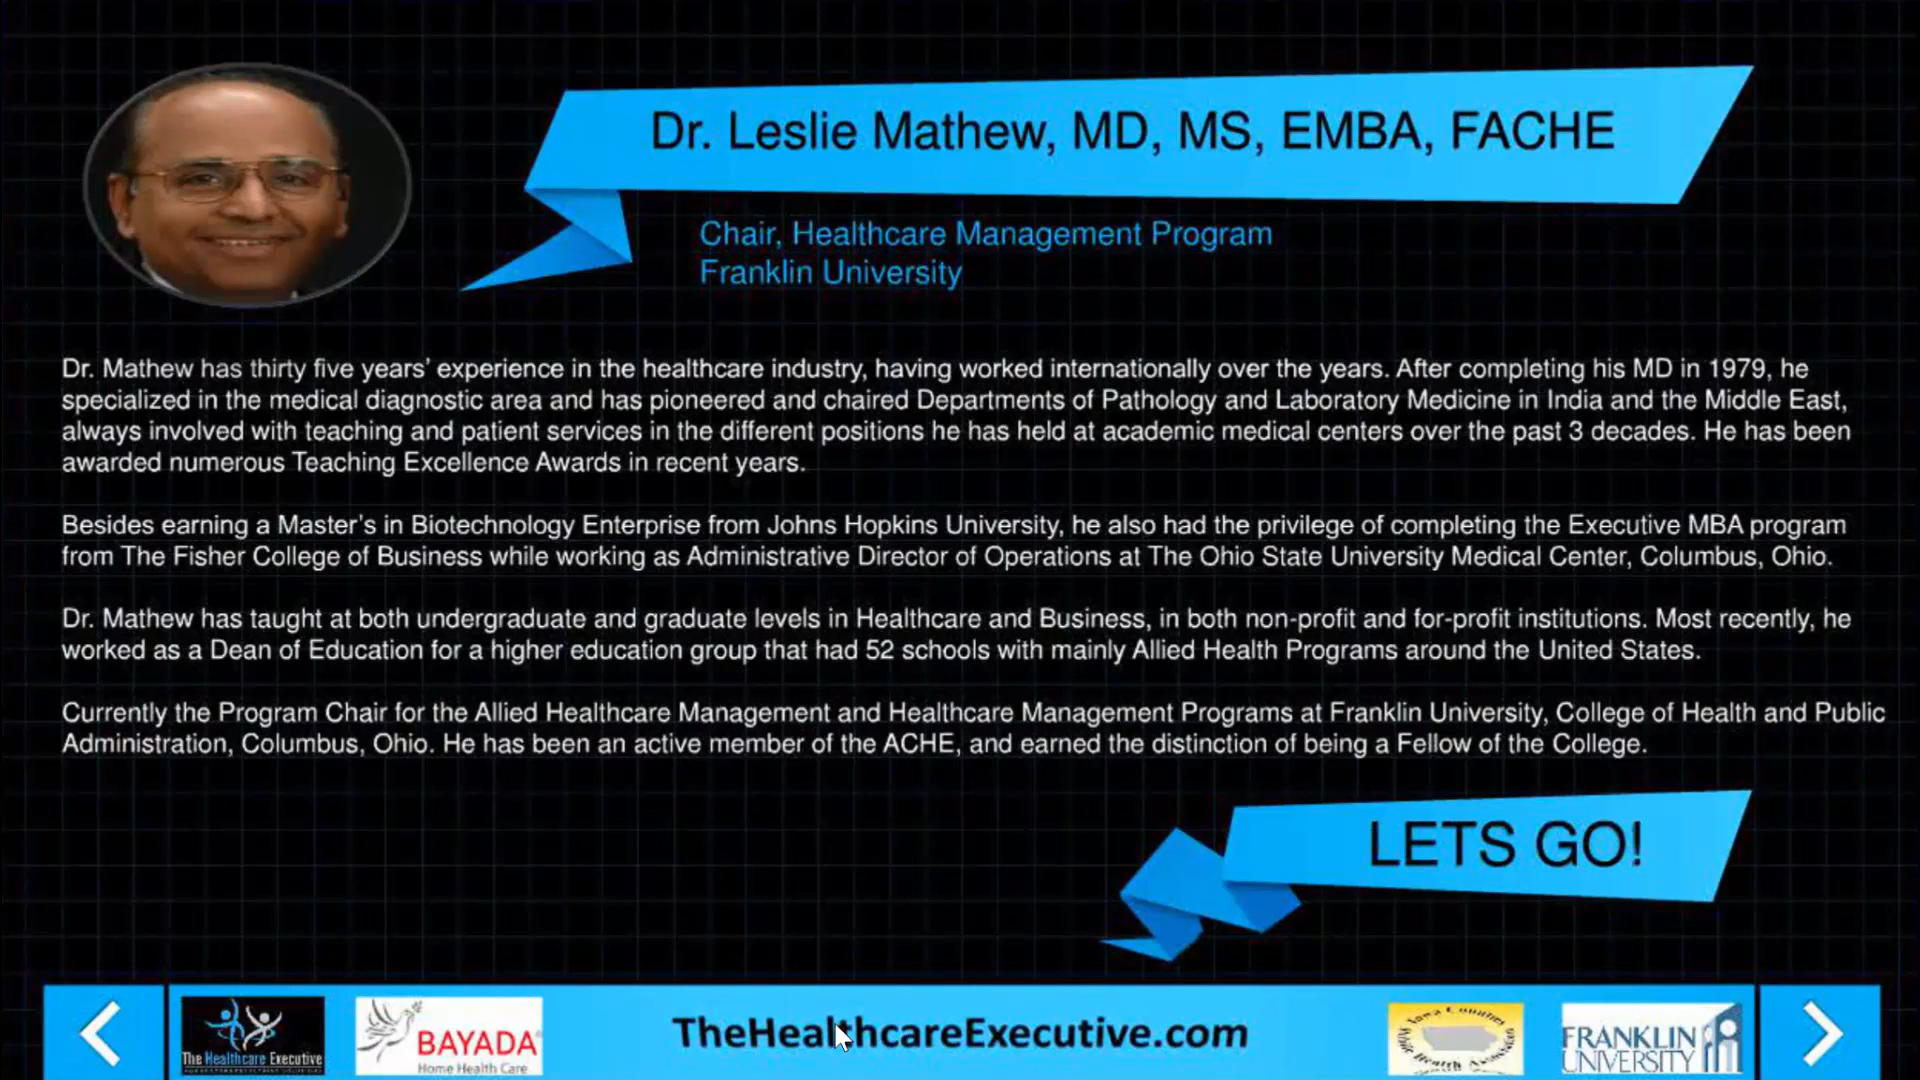 Dr. Leslie Mathew, MD, MS, EMBA, FACHE
Chair, Healthcare Management Program
Franklin University
Dr. Mathew has thirty five years’ experience in the healthcare industry, having worked internationally over the years. After completing his MD in 1979, he
specialized in the medical diagnostic area and has pioneered and chaired Departments of Pathology and Laboratory Medicine in India and the Middle East,
always involved with teaching and patient services in the different positions he has held at academic medical centers over the past 3 decades. He has been
awarded numerous Teaching Excellence Awards in recent years.
Besides earning a Master’s in Biotechnology Enterprise from Johns Hopkins University, he also had the privilege of completing the Executive MBA program
from The Fisher College of Business while working as Administrative Director of Operations at The Ohio State University Medical Center, Columbus, Ohio.
Dr. Mathew has taught at both undergraduate and graduate levels in Healthcare and Business, in both non-profit and for-profit institutions. Most recently, he
worked as a Dean of Education for a higher education group that had 52 schools with mainly Allied Health Programs around the United States.
Currently the Program Chair for the Allied Healthcare Management and Healthcare Management Programs at Franklin University, College of Health and Public
Administration, Columbus, Ohio. He has been an active member of the ACHE, and earned the distinction of being a Fellow of the College.
LETS GO!
The Healthcare Executive
BAYADA
Home Health Care
TheHealthcareExecutive.com
Iowa Counties
Public Health Association
FRANKLIN
UNIVERSITY